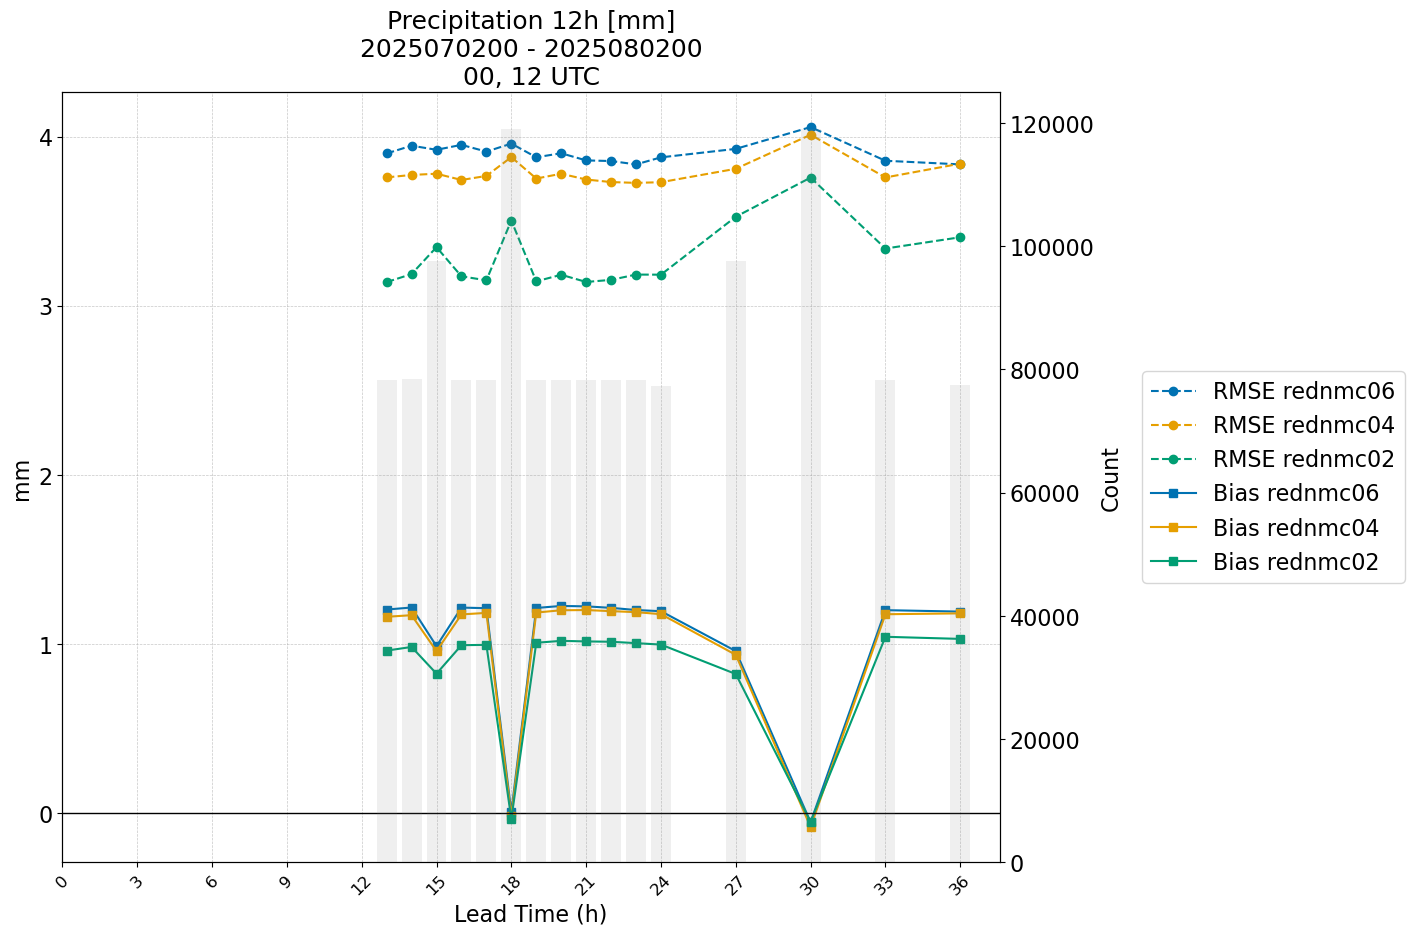 Precipitation 12h [mm]
2025070200 - 2025080200
00, 12 UTC
4
3
2
1
0
mm
120000
100000
80000
60000
40000
20000
0
Count
0
3
6
9
12
15
18
21
24
27
30
33
36
Lead Time (h)
RMSE rednmc06
RMSE rednmc04
RMSE rednmc02
Bias rednmc06
Bias rednmc04
Bias rednmc02